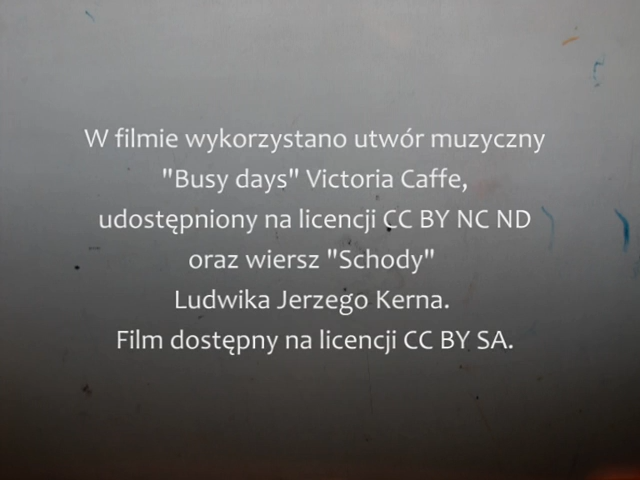 W filmie wykorzystano utwór muzyczny
"Busy days" Victoria Caffe,
udostępniony na licencji CC BY NC ND
oraz wiersz "Schody"
Ludwika Jerzego Kerna.
Film dostępny na licencji CC BY SA.